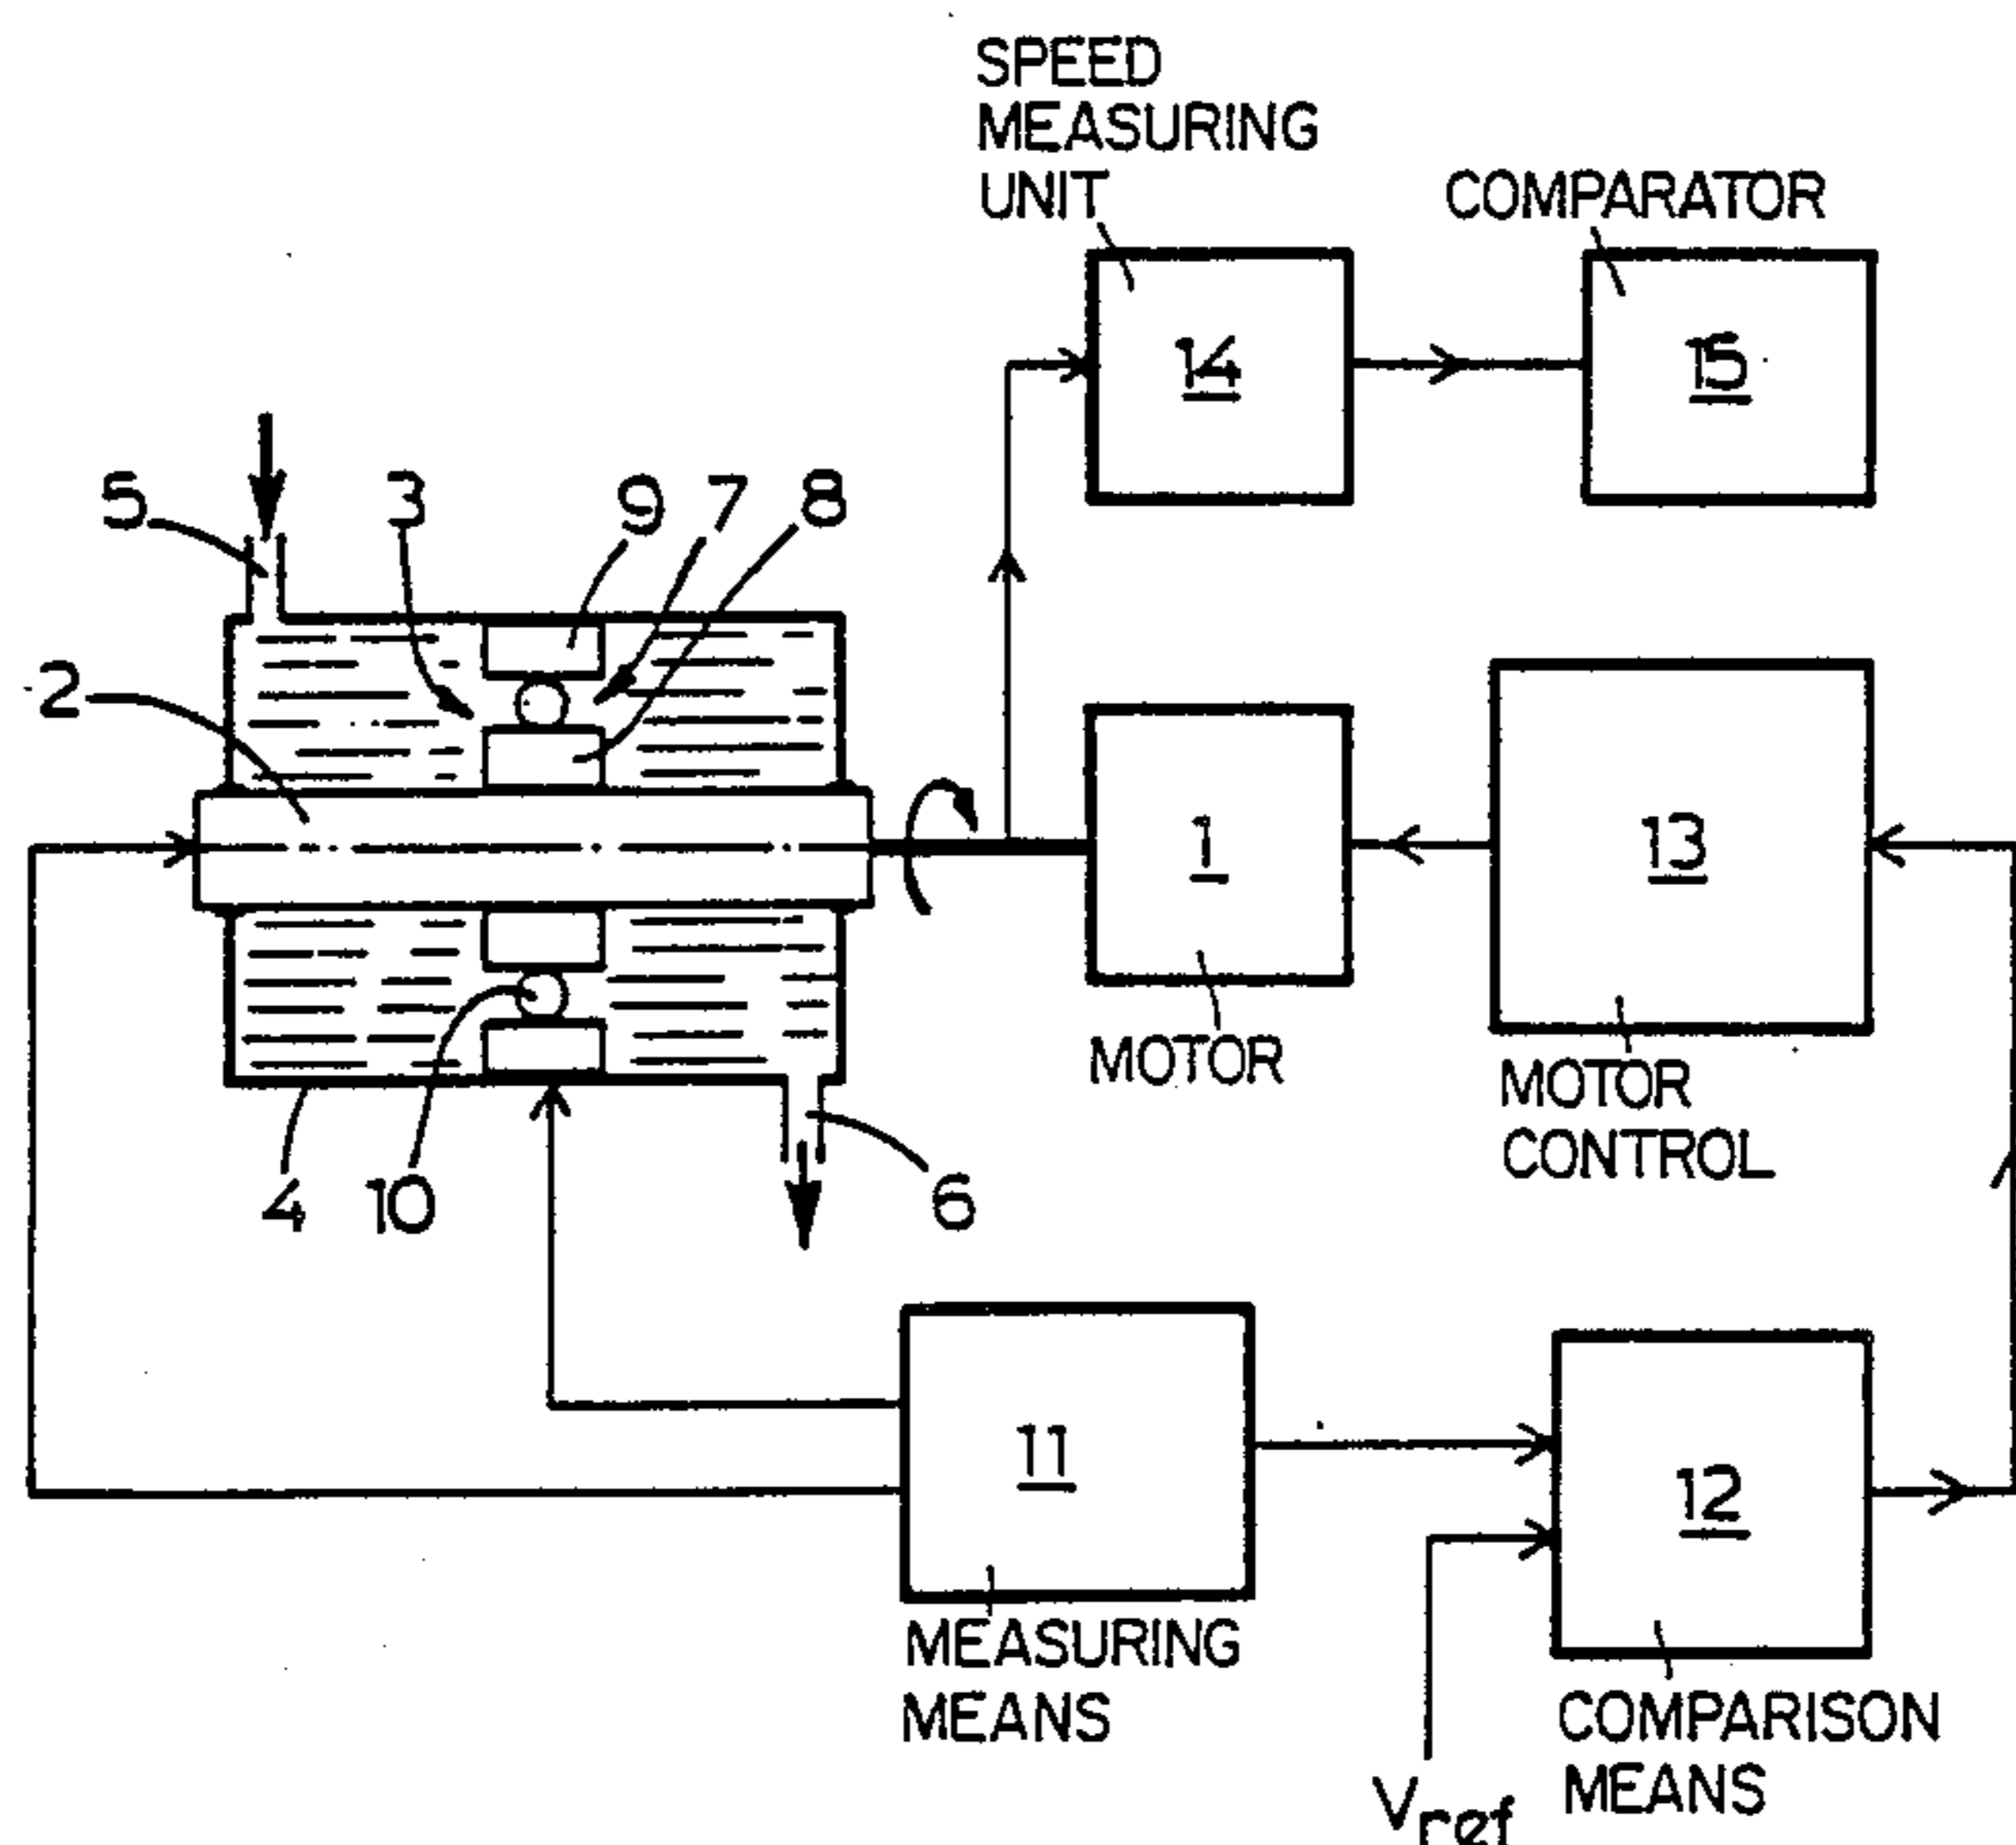 SPEED
MEASURING
UNIT
COMPARATOR
14
15
5
3
9
7
8
2
1
13
MOTOR
MOTOR
CONTROL
4
10
6
11
12
MEASURING
MEANS
COMPARISON
MEANS
Vref